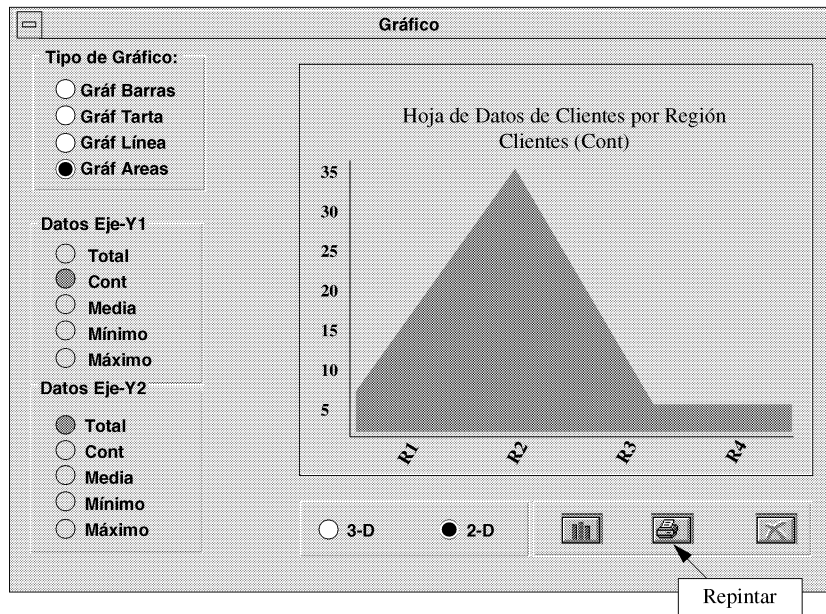 Gráfico
Tipo de Gráfico:
Gráf Barras
Gráf Tarta
Gráf Línea
Gráf Areas
Datos Eje-Y1
Total
Cont
Media
Mínimo
Máximo
Datos Eje-Y2
Total
Cont
Media
Mínimo
Máximo
Hoja de Datos de Clientes por Región
Clientes (Cont)
35
30
25
20
15
10
5
R1 R2 R3 R4
3-D 2-D
Repintar